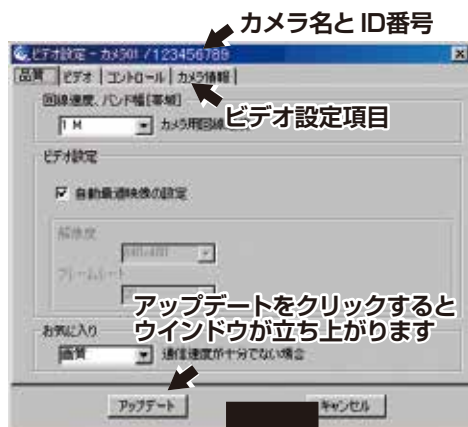 カメラ名とID番号
ビデオ設定 - カメラ01 / 123456789
品質 ビデオ コントロール カメラ情報
回線速度、バンド幅[帯域]
1 M カメラ用回線
ビデオ設定項目
ビデオ設定
自動最適映像の設定
解像度
640x480
フレームレート
アップデートをクリックすると
ウインドウが立ち上がります
お気に入り
画質 通信速度が十分でない場合
アップデート キャンセル